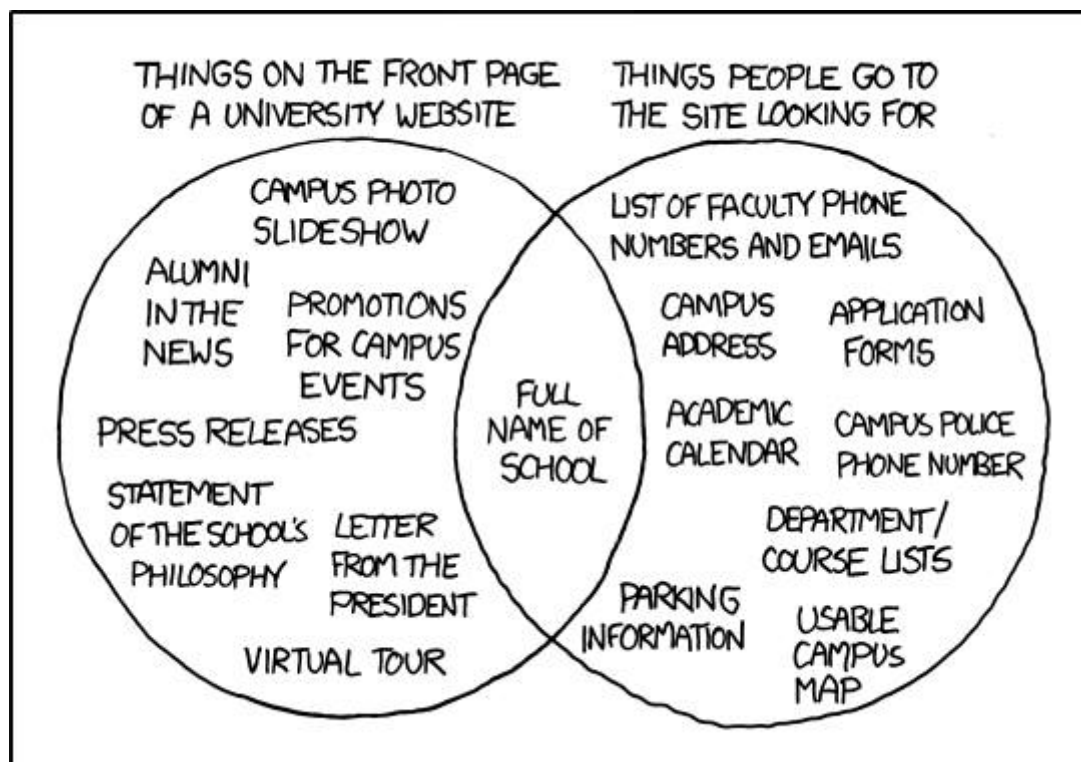 THINGS ON THE FRONT PAGE
OF A UNIVERSITY WEBSITE
THINGS PEOPLE GO TO
THE SITE LOOKING FOR
CAMPUS PHOTO
SLIDESHOW
ALUMNI
IN THE
NEWS
PROMOTIONS
FOR CAMPUS
EVENTS
PRESS RELEASES
STATEMENT
OF THE SCHOOL'S
PHILOSOPHY
LETTER
FROM THE
PRESIDENT
VIRTUAL TOUR
FULL
NAME OF
SCHOOL
LIST OF FACULTY PHONE
NUMBERS AND EMAILS
CAMPUS
ADDRESS
APPLICATION
FORMS
ACADEMIC
CALENDAR
CAMPUS POLICE
PHONE NUMBER
DEPARTMENT/
COURSE LISTS
PARKING
INFORMATION
USABLE
CAMPUS
MAP